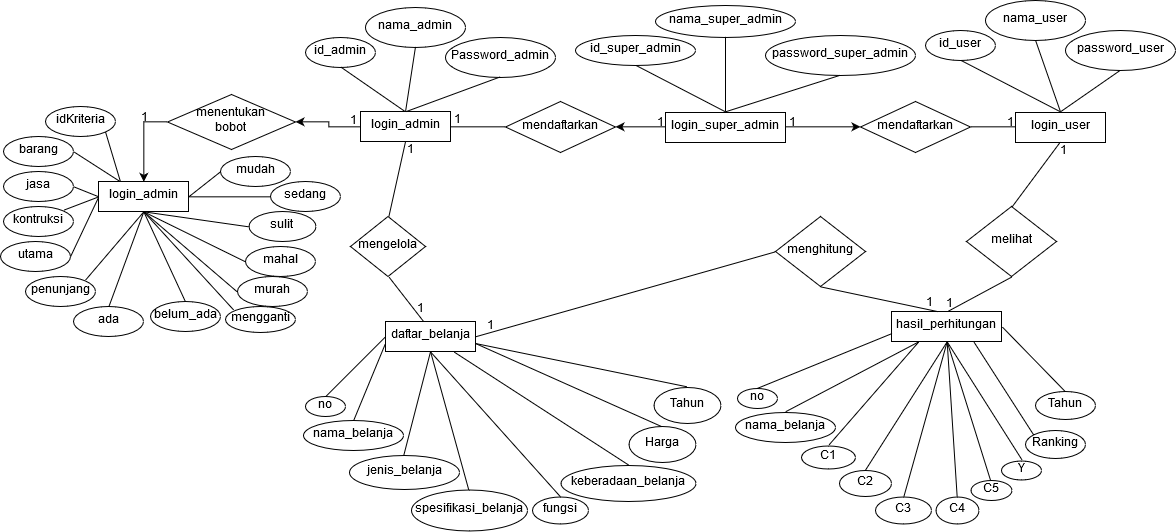 nama_admin
nama_super_admin
nama_user
id_admin
Password_admin
id_super_admin
password_super_admin
id_user
password_user
menentukan
bobot
1
1
login_admin
1
mendaftarkan
1
login_super_admin
1
mendaftarkan
1
login_user
1
1
idKriteria
barang
jasa
kontruksi
utama
penunjang
ada
belum_ada
mengganti
murah
mahal
sulit
sedang
mudah
login_admin
mengelola
menghitung
melihat
1
1
1
1
daftar_belanja
hasil_perhitungan
no
nama_belanja
jenis_belanja
spesifikasi_belanja
fungsi
keberadaan_belanja
Harga
Tahun
no
nama_belanja
C1
C2
C3
C4
C5
Y
Ranking
Tahun